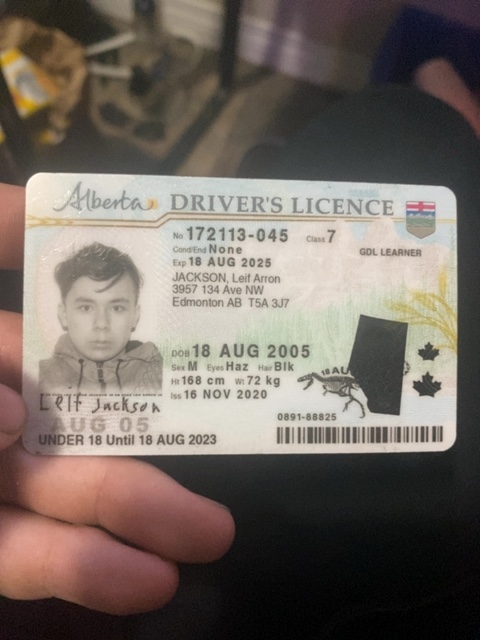 Alberta DRIVER'S LICENCE
No 172113-045 Class 7
Cond/End None
GDL LEARNER
Exp 18 AUG 2025
JACKSON, Leif Arron
3957 134 Ave NW
Edmonton AB T5A 3J7
DOB 18 AUG 2005
Sex M Eyes Haz Hair Blk
Ht 168 cm Wt 72 kg
Iss 16 NOV 2020
18 AU
Leif Jackson
AUG 05
0891-88825
UNDER 18 Until 18 AUG 2023